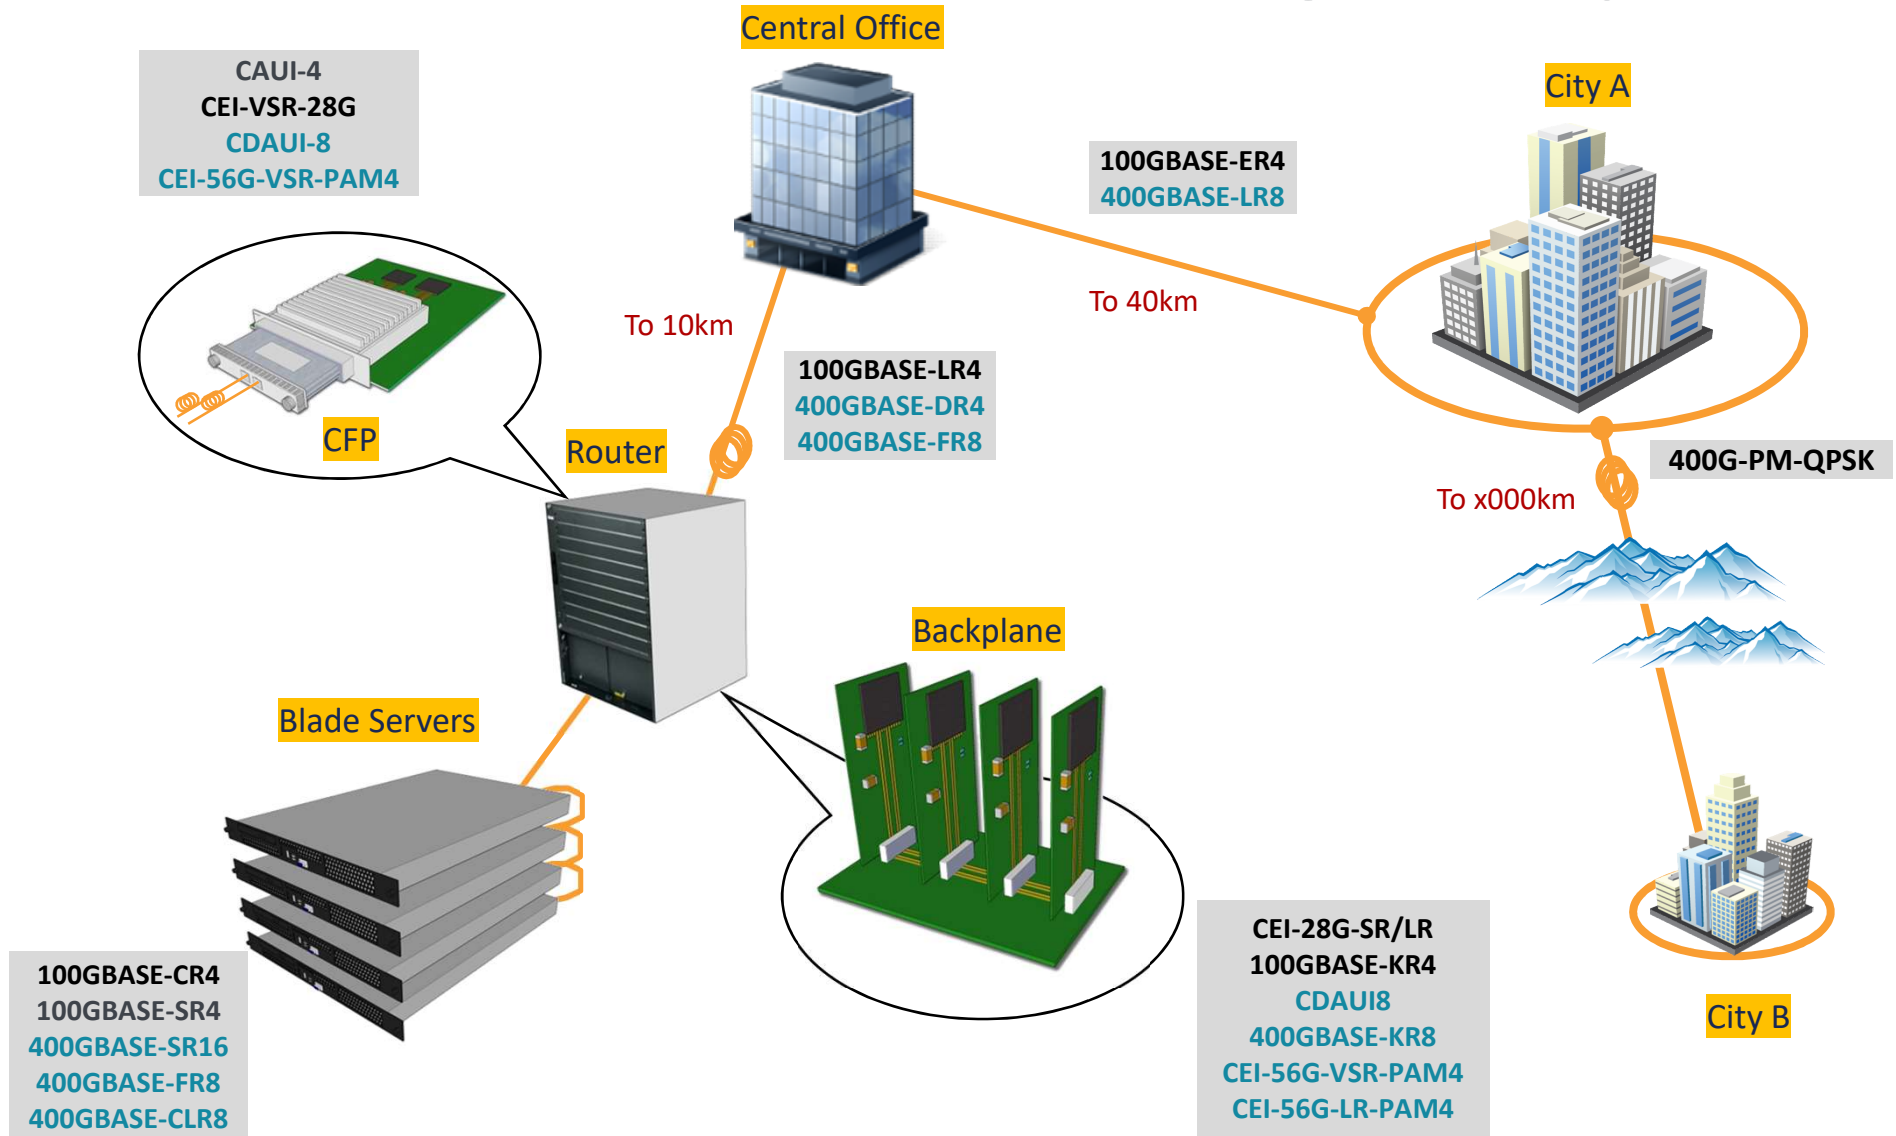 Central Office
CAUI-4
CEI-VSR-28G
CDAUI-8
CEI-56G-VSR-PAM4
City A
100GBASE-ER4
400GBASE-LR8
To 10km
To 40km
100GBASE-LR4
400GBASE-DR4
400GBASE-FR8
CFP
Router
400G-PM-QPSK
To x000km
Backplane
Blade Servers
CEI-28G-SR/LR
100GBASE-KR4
CDAUI8
400GBASE-KR8
CEI-56G-VSR-PAM4
CEI-56G-LR-PAM4
100GBASE-CR4
100GBASE-SR4
400GBASE-SR16
400GBASE-FR8
400GBASE-CLR8
City B